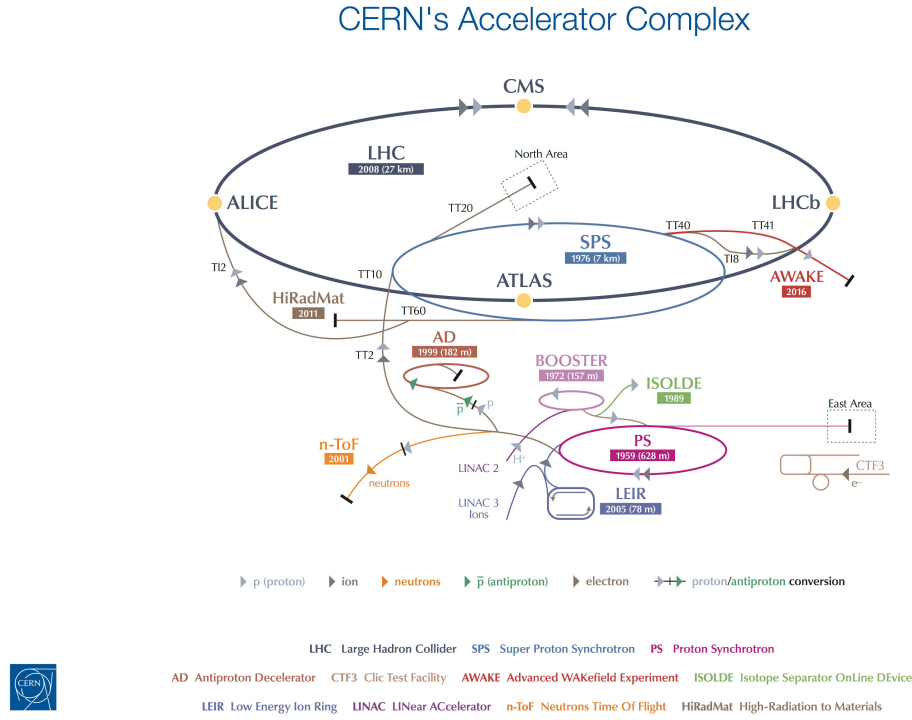 CERN's Accelerator Complex
CMS
LHC
2008 (27 km)
North Area
ALICE
LHCb
TT20
TT40
TT41
SPS
1976 (7 km)
TI2
TT10
TI8
ATLAS
AWAKE
2016
HiRadMat
2011
TT60
AD
1999 (182 m)
TT2
BOOSTER
1972 (157 m)
ISOLDE
1989
p̅
p
East Area
n-ToF
2001
PS
1959 (628 m)
LINAC 2
H⁺
neutrons
CTF3
e⁻
LEIR
2005 (78 m)
LINAC 3
Ions
p (proton) ion neutrons p̅ (antiproton) electron proton/antiproton conversion
LHC Large Hadron Collider SPS Super Proton Synchrotron PS Proton Synchrotron
AD Antiproton Decelerator CTF3 Clic Test Facility AWAKE Advanced WAKefield Experiment ISOLDE Isotope Separator OnLine DEvice
LEIR Low Energy Ion Ring LINAC LINear ACcelerator n-ToF Neutrons Time Of Flight HiRadMat High-Radiation to Materials
CERN